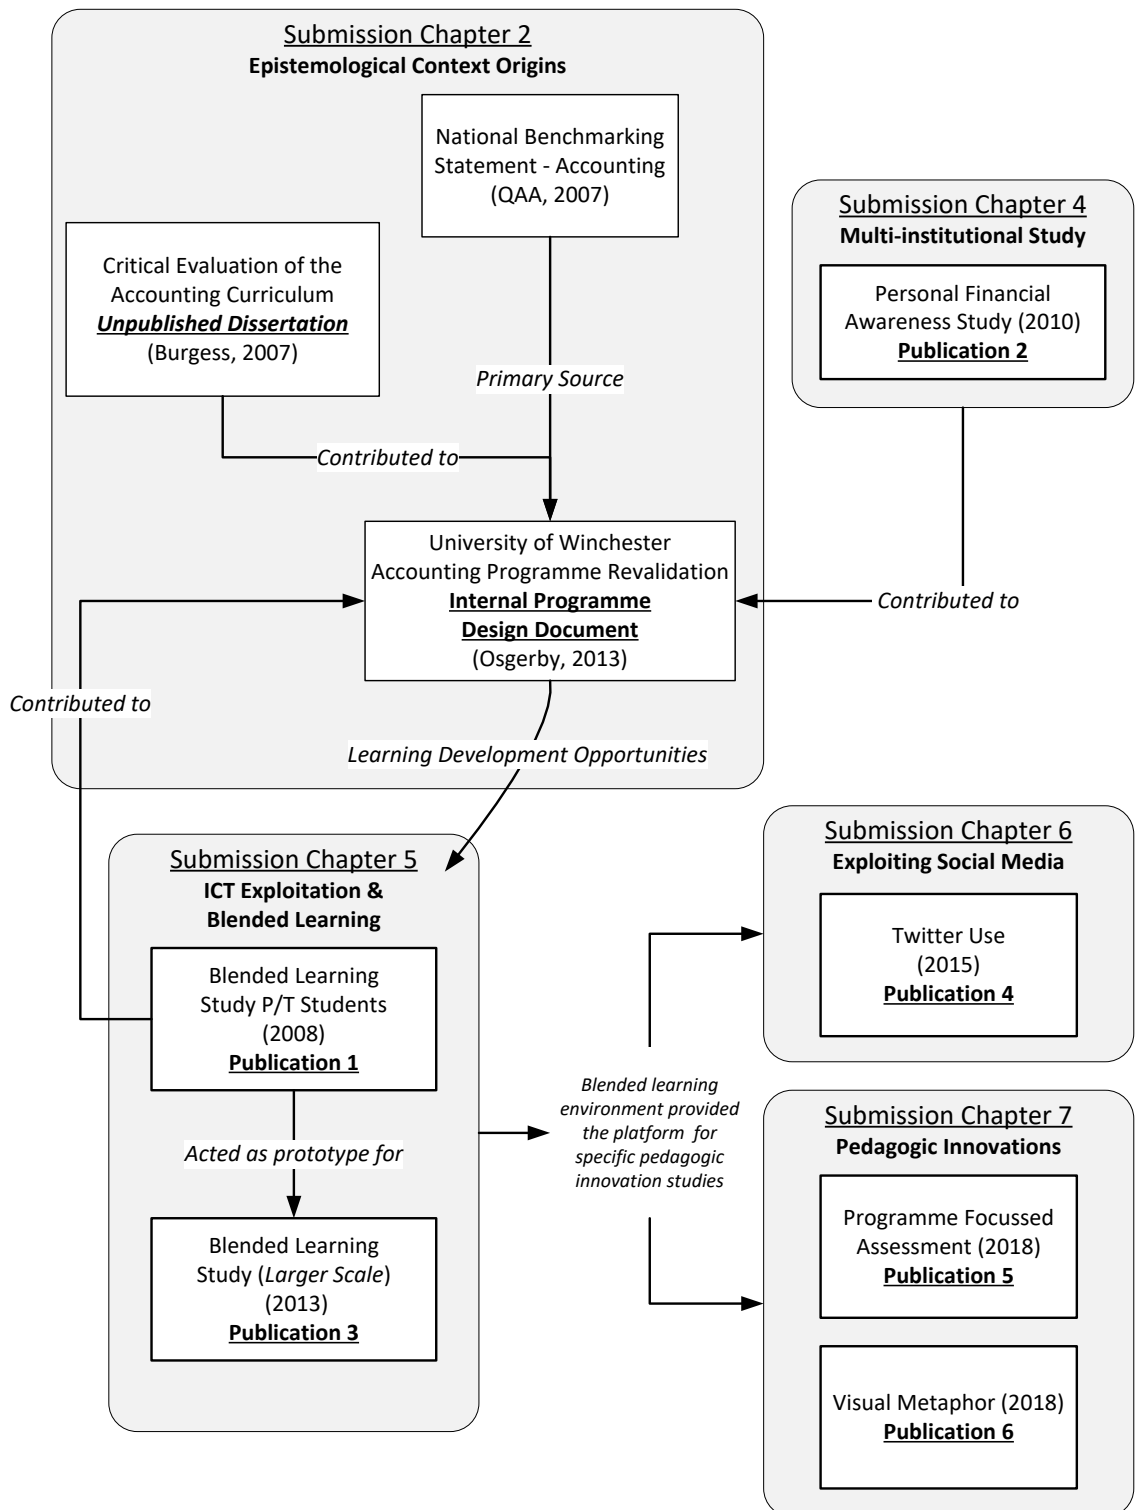 Submission Chapter 2
Epistemological Context Origins
National Benchmarking
Statement - Accounting
(QAA, 2007)
Critical Evaluation of the
Accounting Curriculum
Unpublished Dissertation
(Burgess, 2007)
Primary Source
Contributed to
University of Winchester
Accounting Programme Revalidation
Internal Programme
Design Document
(Osgerby, 2013)
Submission Chapter 4
Multi-institutional Study
Personal Financial
Awareness Study (2010)
Publication 2
Contributed to
Contributed to
Learning Development Opportunities
Submission Chapter 5
ICT Exploitation &
Blended Learning
Blended Learning
Study P/T Students
(2008)
Publication 1
Acted as prototype for
Blended Learning
Study (Larger Scale)
(2013)
Publication 3
Blended learning
environment provided
the platform for
specific pedagogic
innovation studies
Submission Chapter 6
Exploiting Social Media
Twitter Use
(2015)
Publication 4
Submission Chapter 7
Pedagogic Innovations
Programme Focussed
Assessment (2018)
Publication 5
Visual Metaphor (2018)
Publication 6